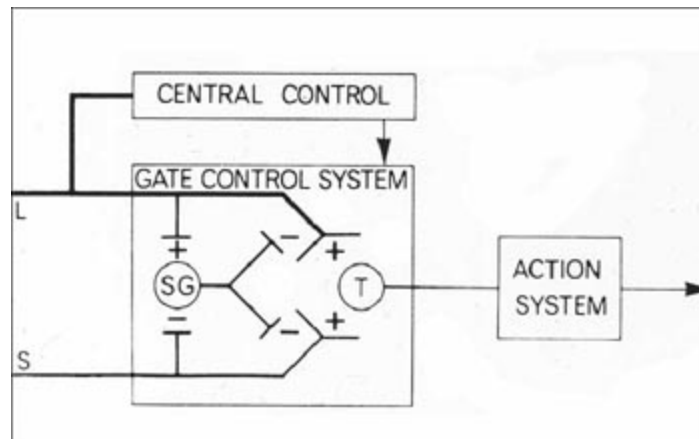 CENTRAL CONTROL
GATE CONTROL SYSTEM
L
+
-
+
SG
T
ACTION
SYSTEM
-
-
+
S